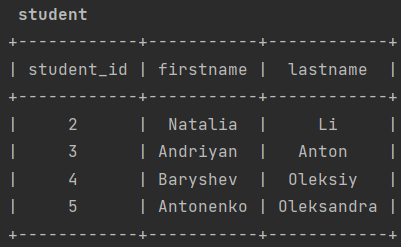 student
+------------+-----------+------------+
| student_id | firstname | lastname |
+------------+-----------+------------+
| 2 | Natalia | Li |
| 3 | Andriyan | Anton |
| 4 | Baryshev | Oleksiy |
| 5 | Antonenko | Oleksandra |
+------------+-----------+------------+